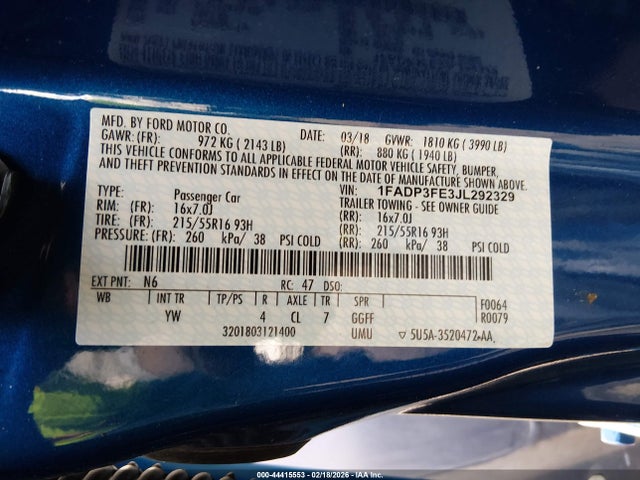 MFD. BY FORD MOTOR CO.
DATE: 03/18 GVWR: 1810 KG ( 3990 LB)
GAWR: (FR): 972 KG ( 2143 LB) (RR): 880 KG ( 1940 LB)
THIS VEHICLE CONFORMS TO ALL APPLICABLE FEDERAL MOTOR VEHICLE SAFETY, BUMPER,
AND THEFT PREVENTION STANDARDS IN EFFECT ON THE DATE OF MANUFACTURE SHOWN ABOVE.
VIN: 1FADP3FE3JL292329
TYPE: Passenger Car TRAILER TOWING - SEE OWNER GUIDE
RIM: (FR) 16x7.0J (RR) 16x7.0J
TIRE: (FR) 215/55R16 93H (RR) 215/55R16 93H
PRESSURE: (FR) 260 kPa/ 38 PSI COLD (RR) 260 kPa/ 38 PSI COLD
EXT PNT: N6 RC: 47 DSO:
WB INT TR TP/PS R AXLE TR SPR F0064
YW 4 CL 7 GGFF R0079
3201803121400 UMU ▽ 5U5A-3520472-AA
000-44415553 - 02/18/2026 - IAA Inc.